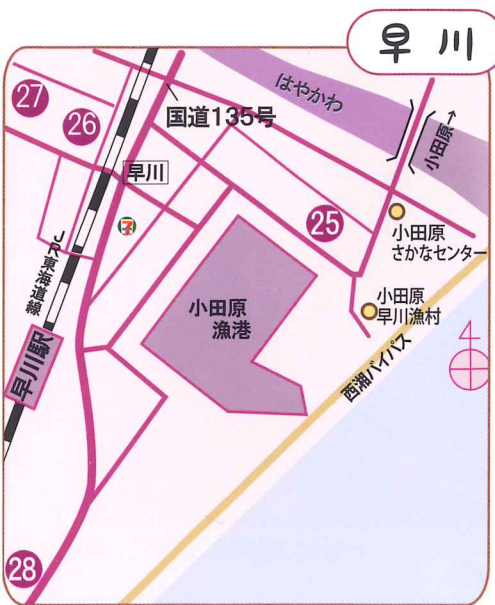 早川
はやかわ
27
26
国道135号
小田原→
早川
7
25
小田原
さかなセンター
JR東海道線
小田原
漁港
小田原
早川漁村
4
早川駅
西湘バイパス
28